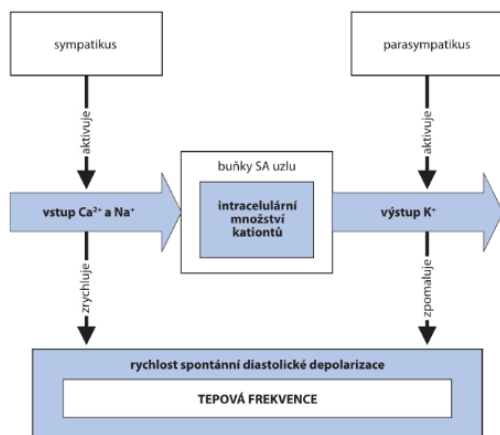 sympatikus
parasympatikus
aktivuje
aktivuje
buňky SA uzlu
vstup Ca²⁺ a Na⁺
intracelulární
množství
kationtů
výstup K⁺
zrychluje
zpomaluje
rychlost spontánní diastolické depolarizace
TEPOVÁ FREKVENCE